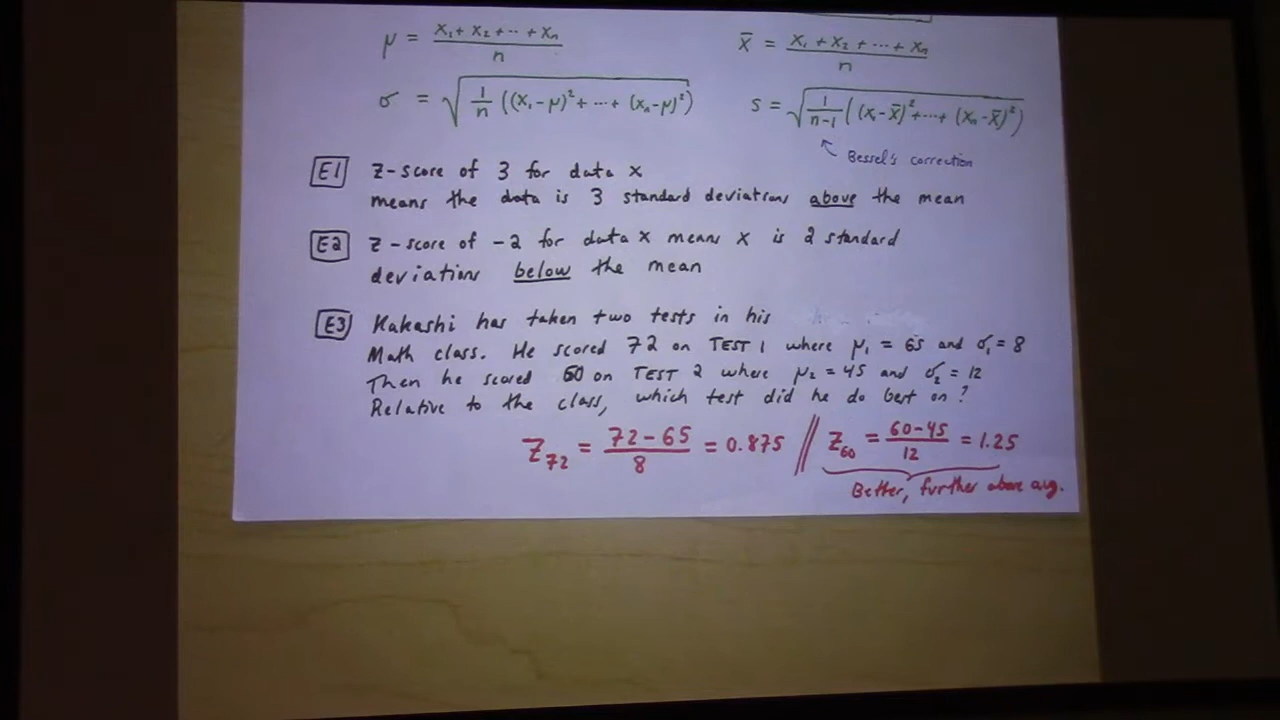 μ = x₁ + x₂ + ··· + xₙ / n
x̄ = x₁ + x₂ + ··· + xₙ / n
σ = √(1/n ((x₁ - μ)² + ··· + (xₙ - μ)²))
s = √(1/n-1 ((x₁ - x̄)² + ··· + (xₙ - x̄)²))
Bessel's correction
E1 Z-score of 3 for data x
means the data is 3 standard deviations above the mean
E2 Z-score of -2 for data x means x is 2 standard
deviations below the mean
E3 Kakashi has taken two tests in his
Math class. He scored 72 on TEST 1 where μ₁ = 65 and σ₁ = 8
Then he scored 60 on TEST 2 where μ₂ = 45 and σ₂ = 12
Relative to the class, which test did he do best on?
Z₇₂ = 72-65 / 8 = 0.875 // Z₆₀ = 60-45 / 12 = 1.25
Better, further above avg.